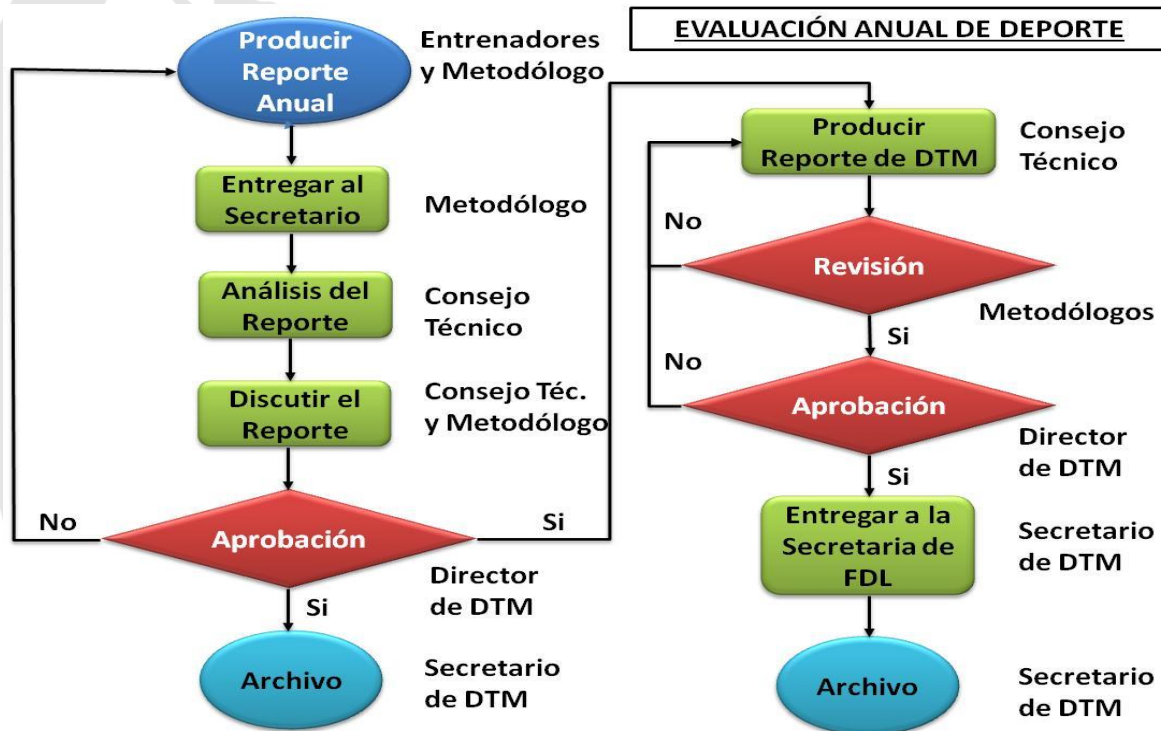 EVALUACIÓN ANUAL DE DEPORTE
Producir
Reporte
Anual
Entrenadores
y Metodólogo
Entregar al
Secretario
Metodólogo
Análisis del
Reporte
Consejo
Técnico
Discutir el
Reporte
Consejo Téc.
y Metodólogo
No
Aprobación
Si
Director
de DTM
Si
Archivo
Secretario
de DTM
Producir
Reporte de DTM
Consejo
Técnico
No
Revisión
Metodólogos
Si
No
Aprobación
Director
de DTM
Si
Entregar a la
Secretaria de
FDL
Secretario
de DTM
Archivo
Secretario
de DTM